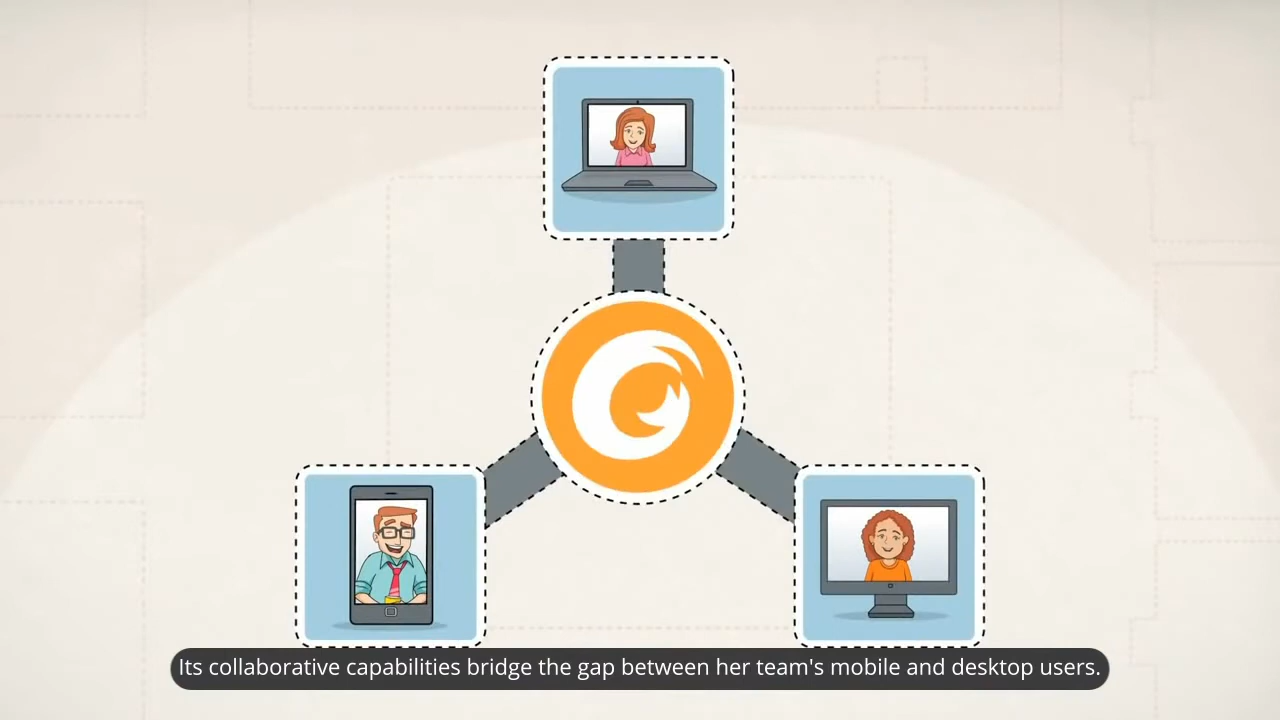 Its collaborative capabilities bridge the gap between her team's mobile and desktop users.